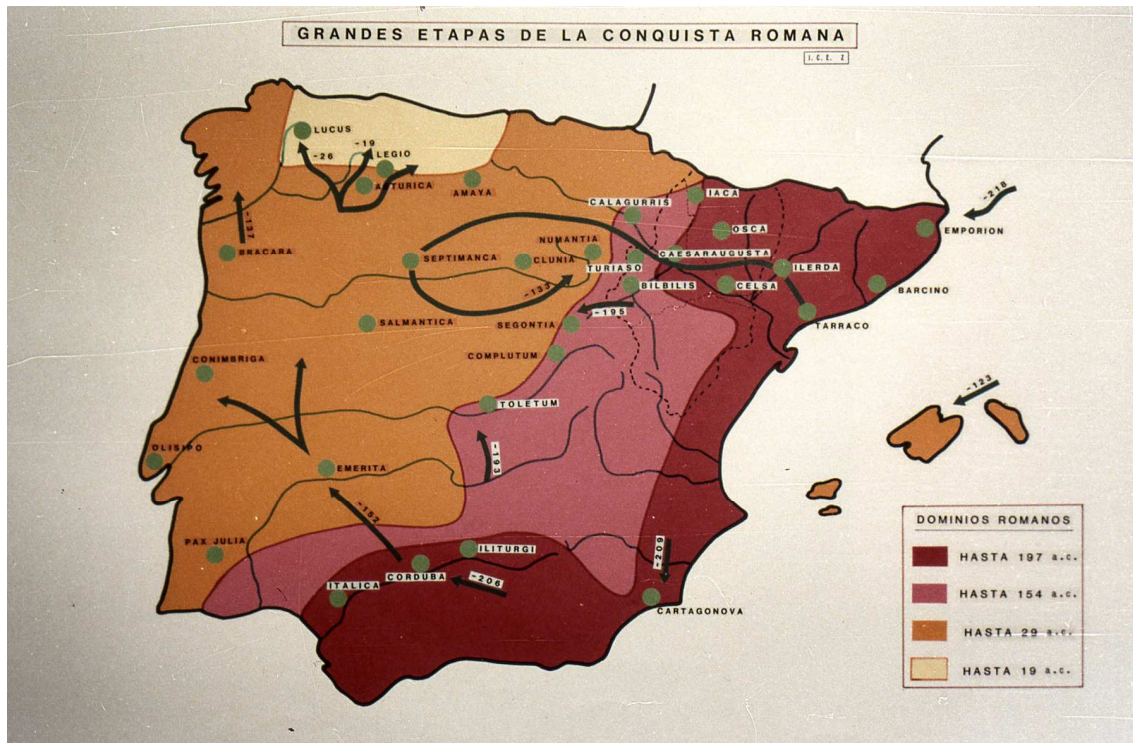 GRANDES ETAPAS DE LA CONQUISTA ROMANA
I.C.E. Z
LUCUS
-19
-26
LEGIO
ASTURICA
AMAYA
IACA
CALAGURRIS
-218
-137
OSCA
EMPORION
BRACARA
NUMANTIA
SEPTIMANCA
CLUNIA
CAESARAUGUSTA
TURIASO
ILERDA
-133
BILBILIS
CELSA
BARCINO
-195
SALMANTICA
SEGONTIA
TARRACO
COMPLUTUM
CONIMBRIGA
-123
TOLETUM
OLISIPO
-193
EMERITA
-152
DOMINIOS ROMANOS
PAX JULIA
ILITURGI
-209
HASTA 197 a.c.
CORDUBA
-206
ITALICA
HASTA 154 a.c.
CARTAGONOVA
HASTA 29 a.c.
HASTA 19 a.c.